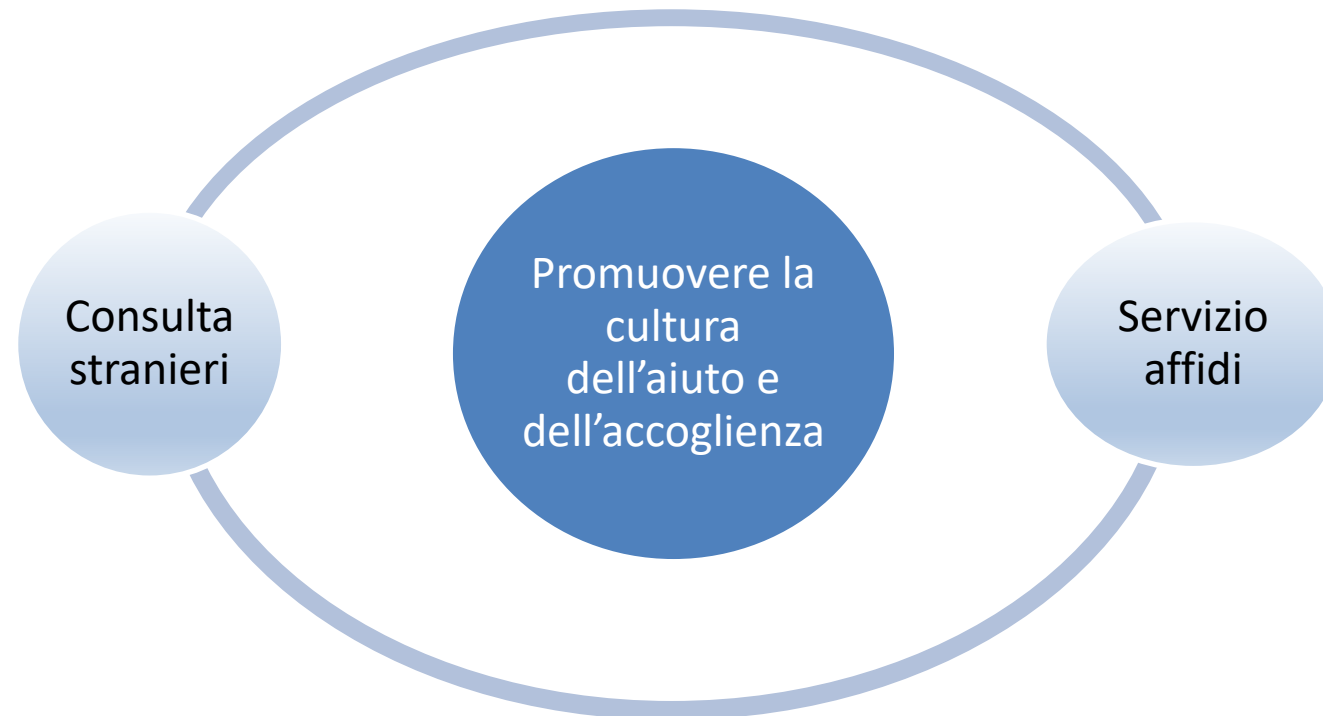 Consulta
stranieri
Promuovere la
cultura
dell’aiuto e
dell’accoglienza
Servizio
affidi